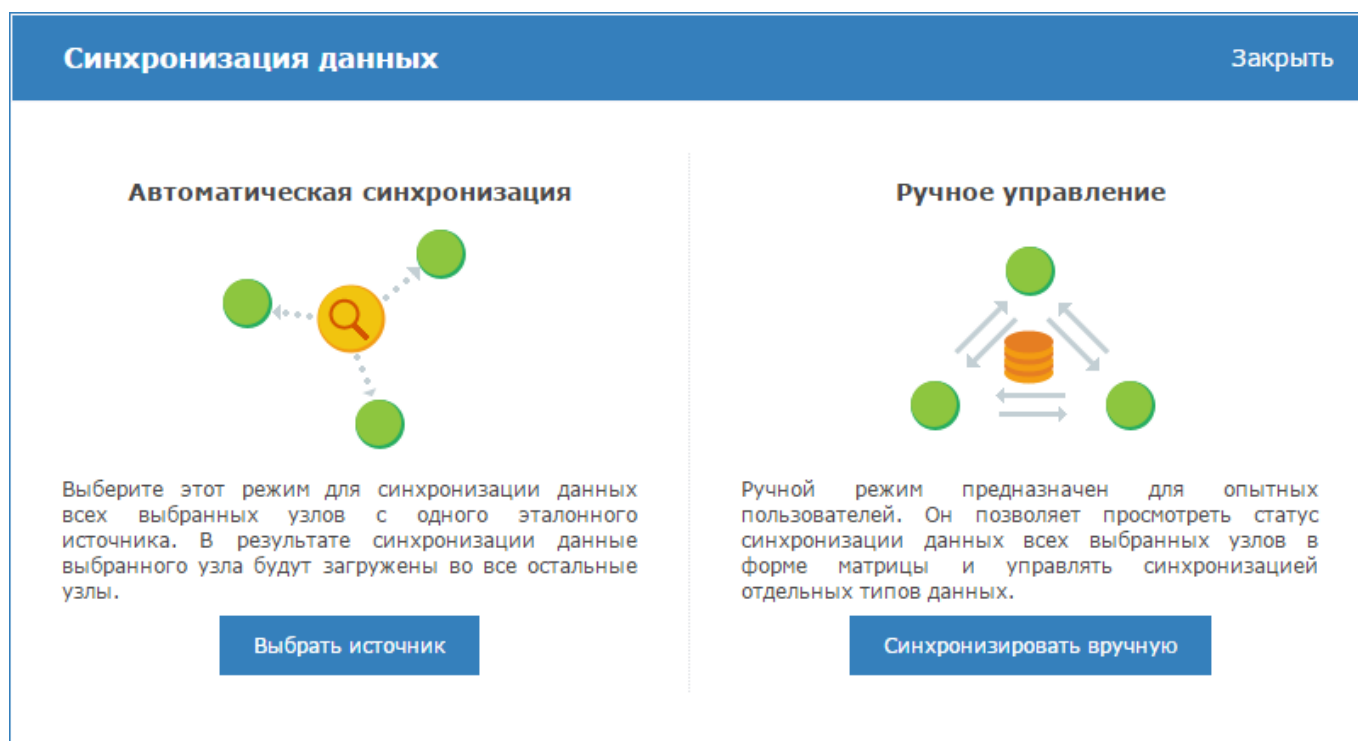 Синхронизация данных
Закрыть
Автоматическая синхронизация
Выберите этот режим для синхронизации данных
всех выбранных узлов с одного эталонного
источника. В результате синхронизации данные
выбранного узла будут загружены во все остальные
узлы.
Выбрать источник
Ручное управление
Ручной режим предназначен для опытных
пользователей. Он позволяет просмотреть статус
синхронизации данных всех выбранных узлов в
форме матрицы и управлять синхронизацией
отдельных типов данных.
Синхронизировать вручную